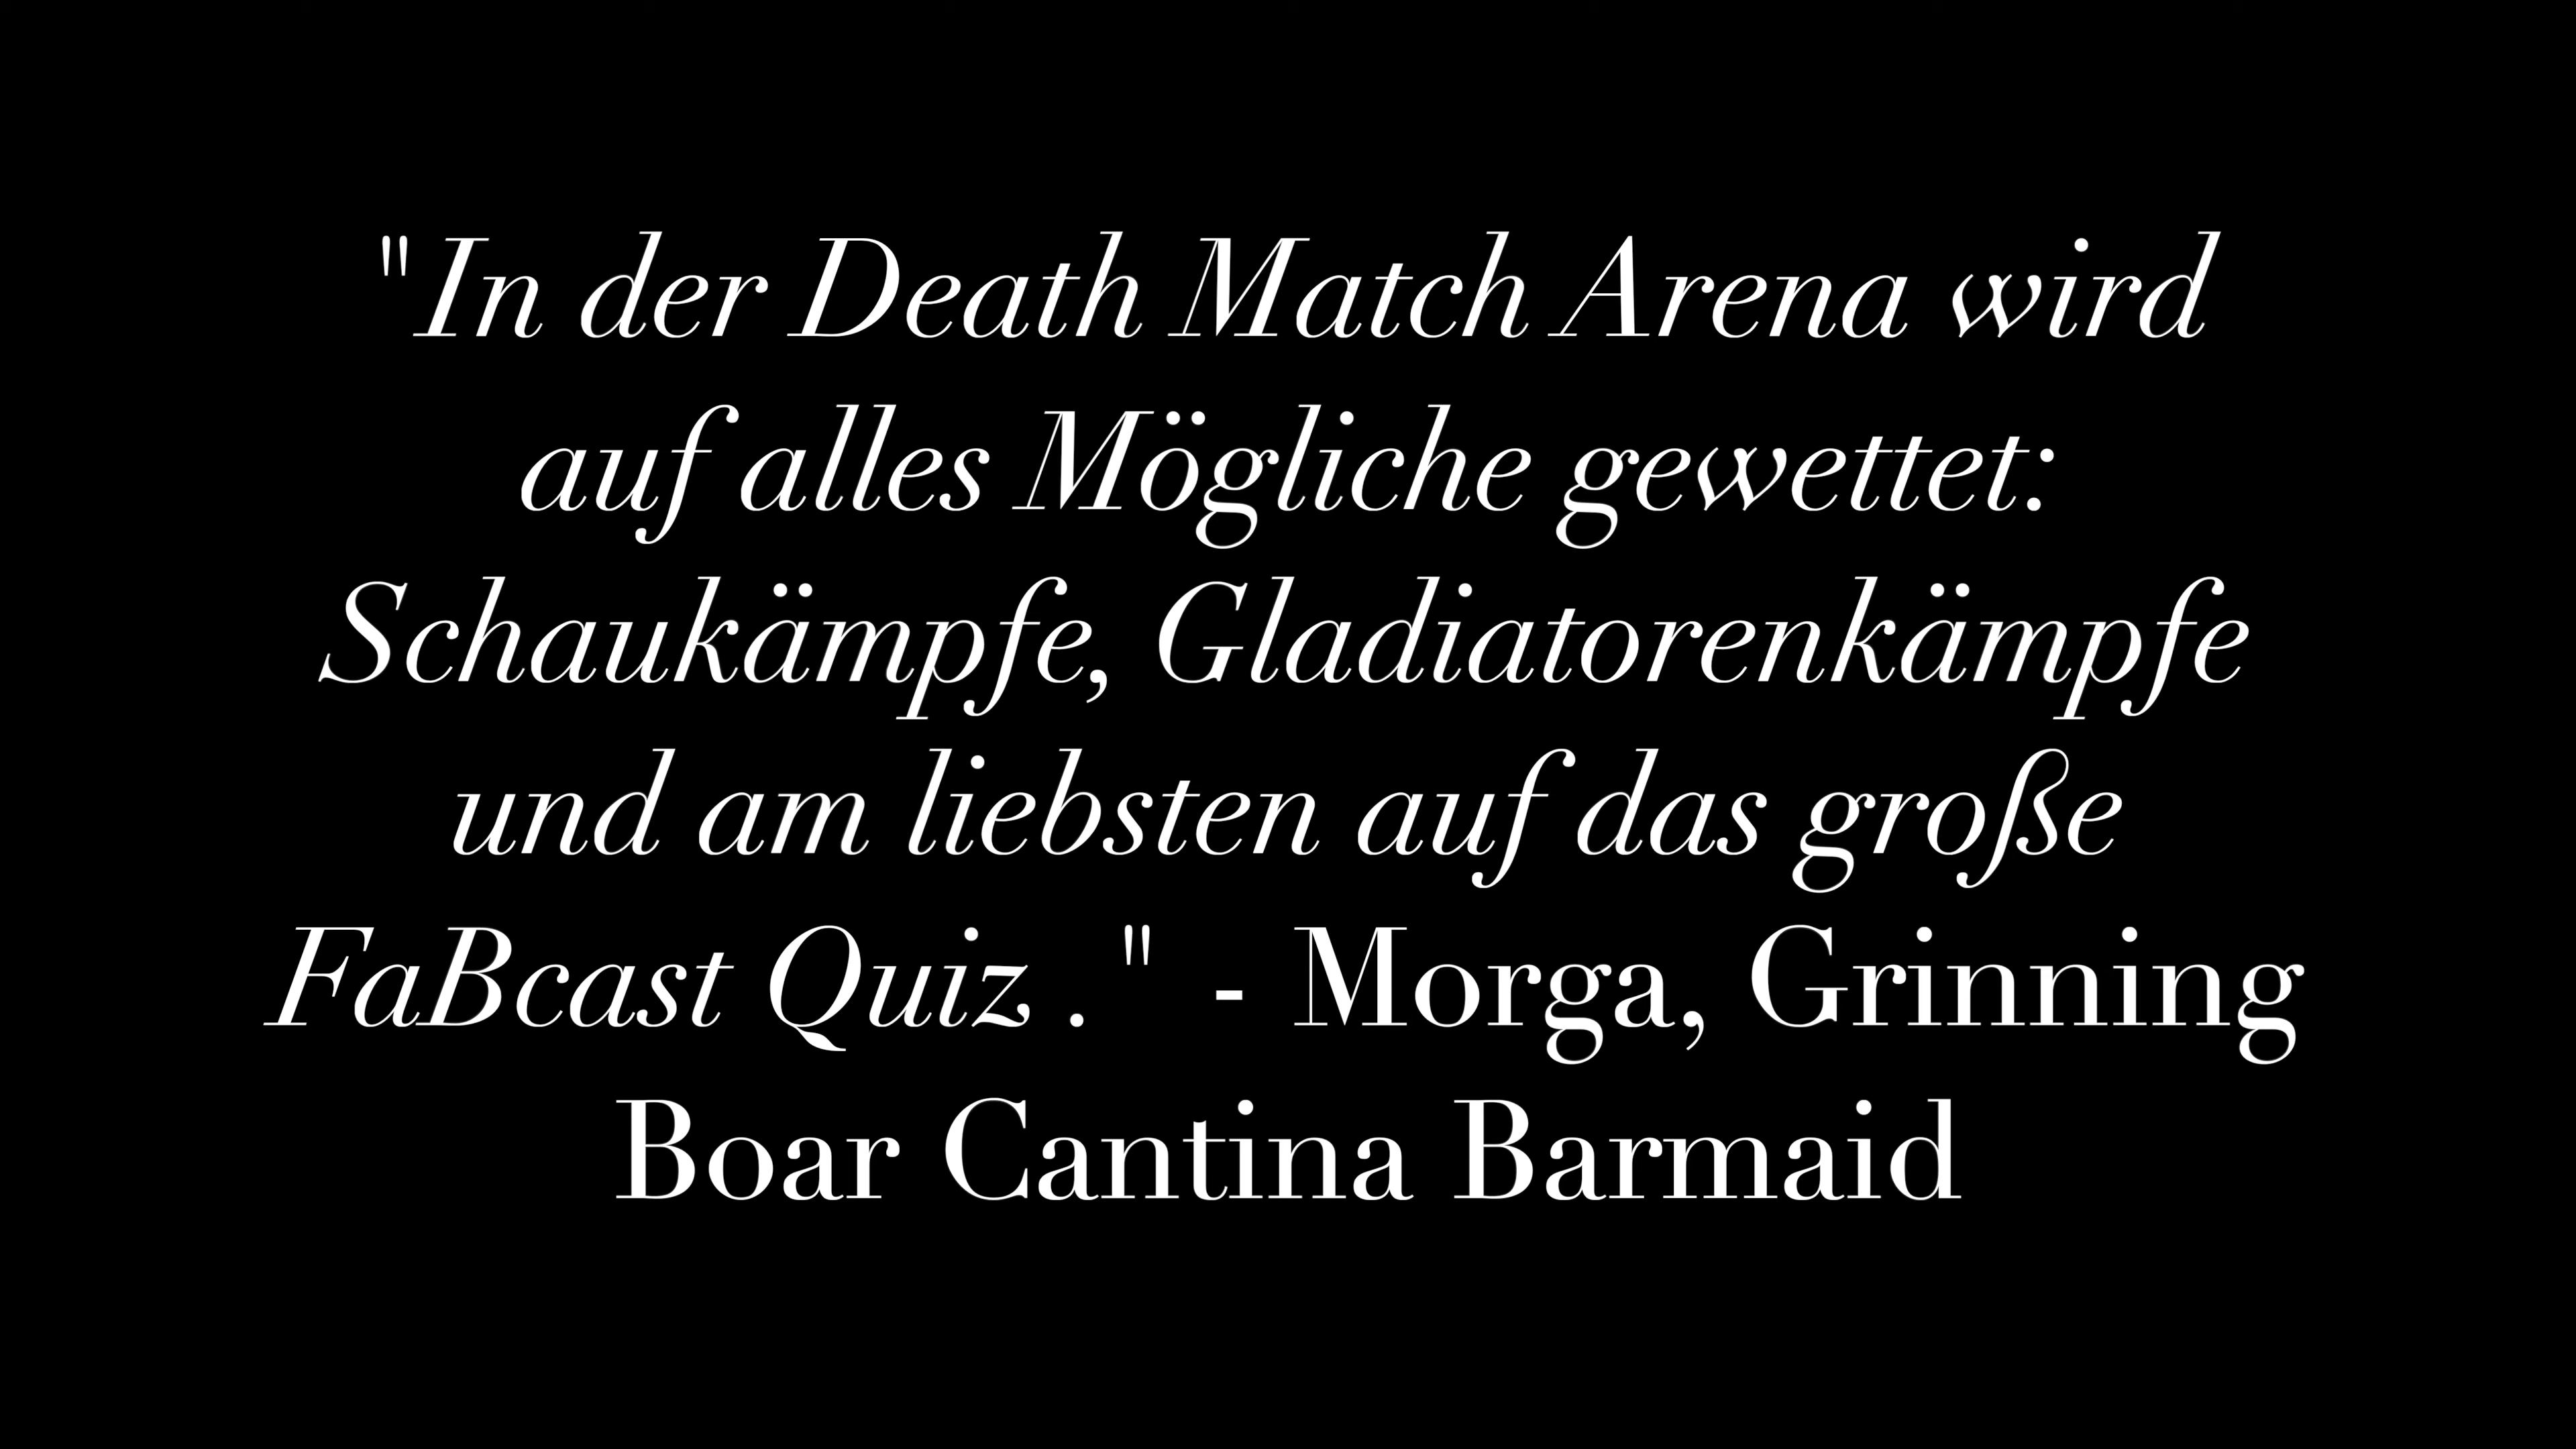 "In der Death Match Arena wird
auf alles Mögliche gewettet:
Schaukämpfe, Gladiatorenkämpfe
und am liebsten auf das große
FaBcast Quiz . " - Morga, Grinning
Boar Cantina Barmaid